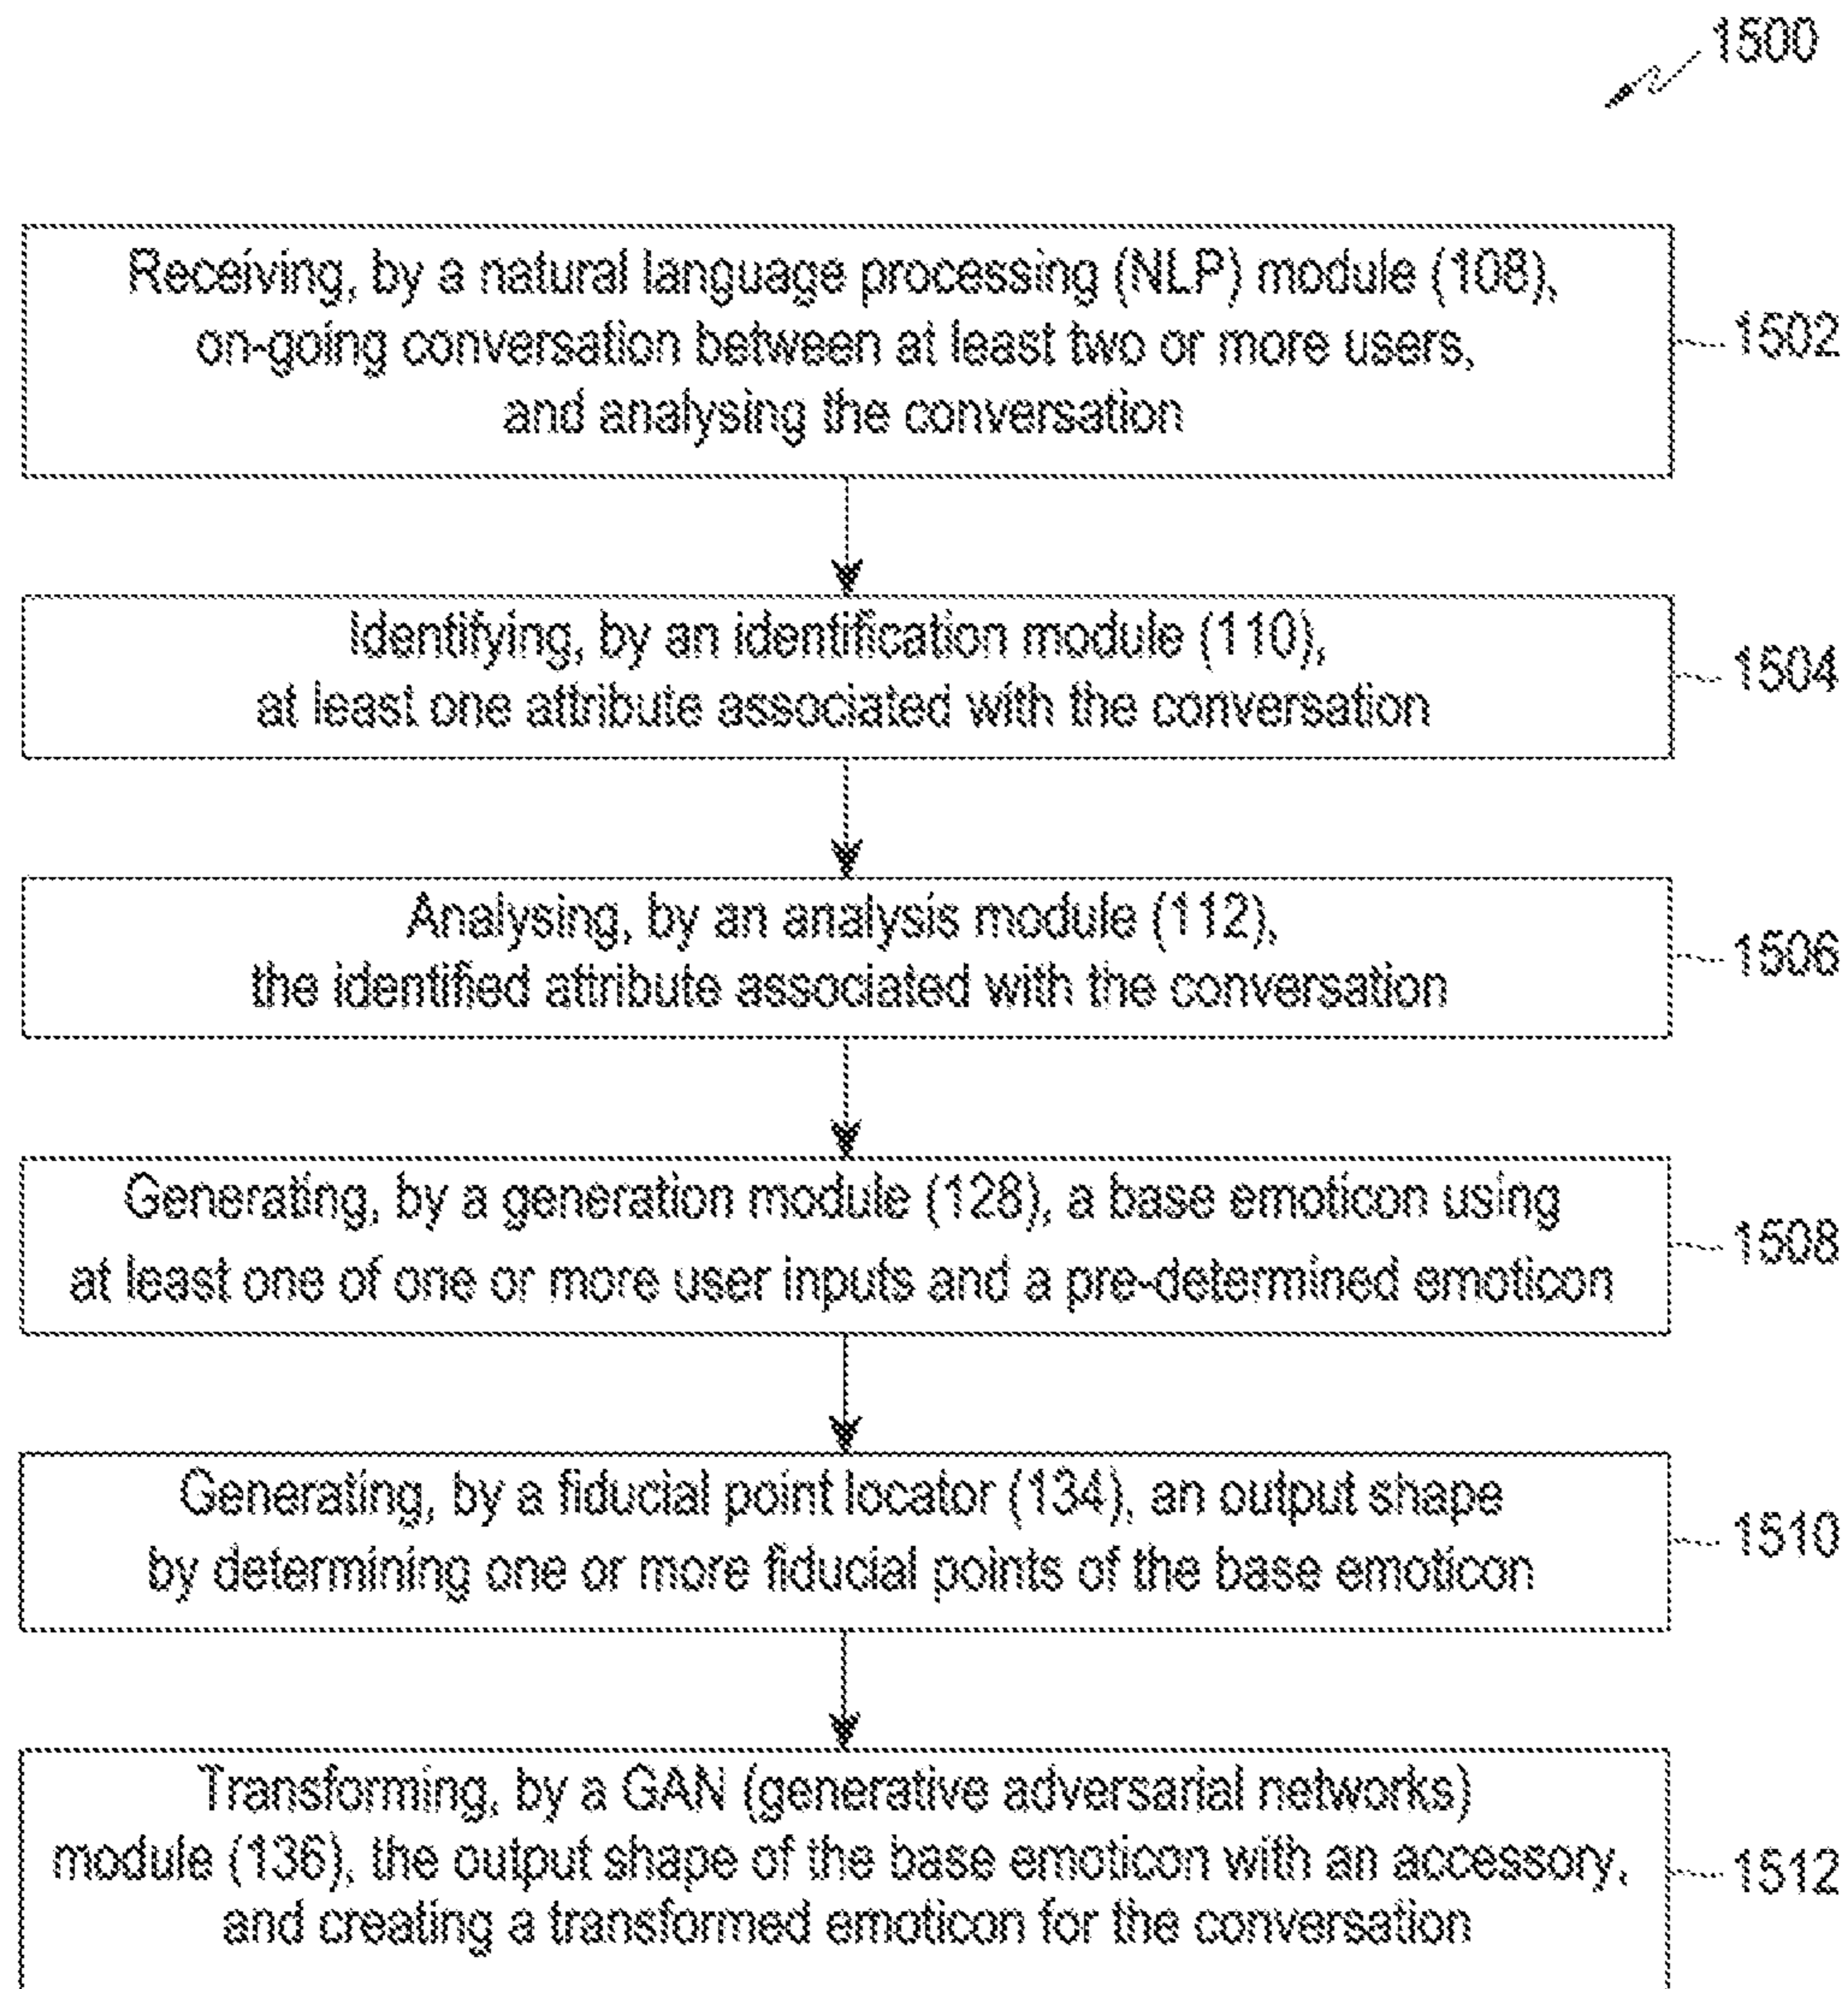 1500
Receiving, by a natural language processing (NLP) module (108),
on-going conversation between at least two or more users,
and analysing the conversation
1502
Identifying, by an identification module (110),
at least one attribute associated with the conversation
1504
Analysing, by an analysis module (112),
the identified attribute associated with the conversation
1506
Generating, by a generation module (128), a base emoticon using
at least one of one or more user inputs and a pre-determined emoticon
1508
Generating, by a fiducial point locator (134), an output shape
by determining one or more fiducial points of the base emoticon
1510
Transforming, by a GAN (generative adversarial networks)
module (136), the output shape of the base emoticon with an accessory,
and creating a transformed emoticon for the conversation
1512